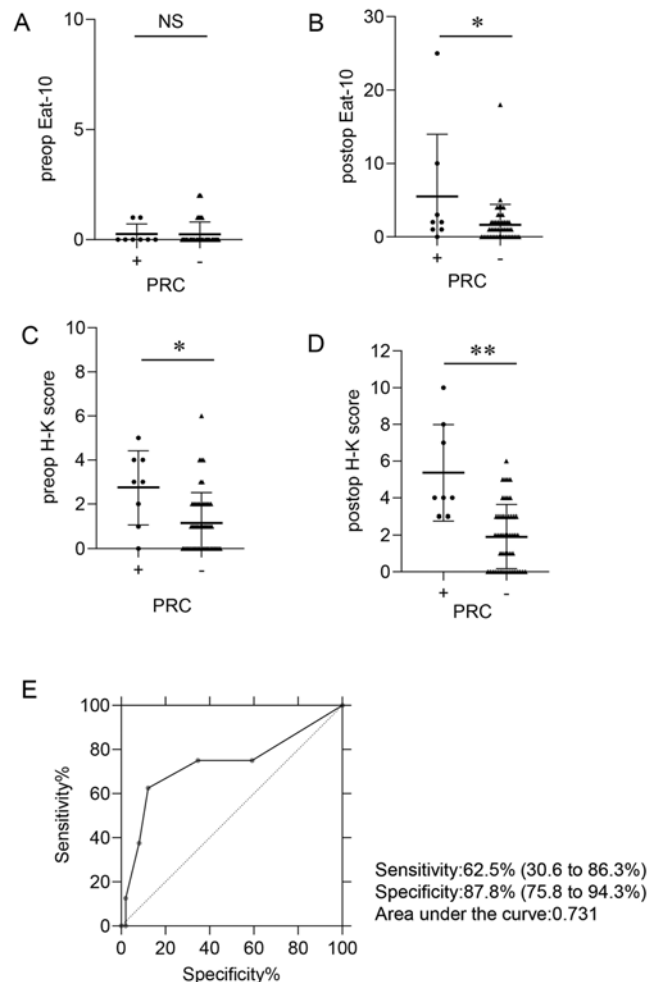 A
NS
preop Eat-10
10
5
0
+ -
PRC
B
*
postop Eat-10
30
20
10
0
+ -
PRC
C
*
preop H-K score
10
8
6
4
2
0
+ -
PRC
D
**
postop H-K score
12
10
8
6
4
2
0
+ -
PRC
E
Sensitivity%
100
80
60
40
20
0
0 20 40 60 80 100
Specificity%
Sensitivity:62.5% (30.6 to 86.3%)
Specificity:87.8% (75.8 to 94.3%)
Area under the curve:0.731